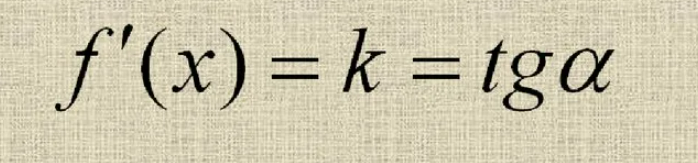 f'(x) = k = tgα